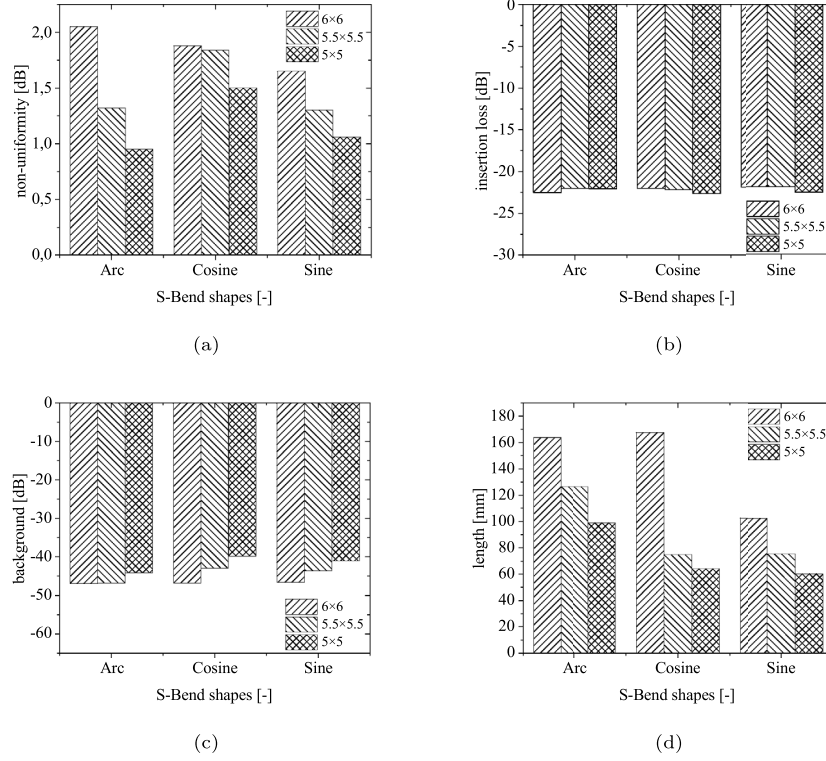 2,0
1,5
1,0
0,5
0,0
non-uniformity [dB]
6×6
5.5×5.5
5×5
Arc Cosine Sine
S-Bend shapes [-]
(a)
0
-5
-10
-15
-20
-25
-30
insertion loss [dB]
6×6
5.5×5.5
5×5
Arc Cosine Sine
S-Bend shapes [-]
(b)
0
-10
-20
-30
-40
-50
-60
background [dB]
6×6
5.5×5.5
5×5
Arc Cosine Sine
S-Bend shapes [-]
(c)
180
160
140
120
100
80
60
40
20
0
length [mm]
6×6
5.5×5.5
5×5
Arc Cosine Sine
S-Bend shapes [-]
(d)